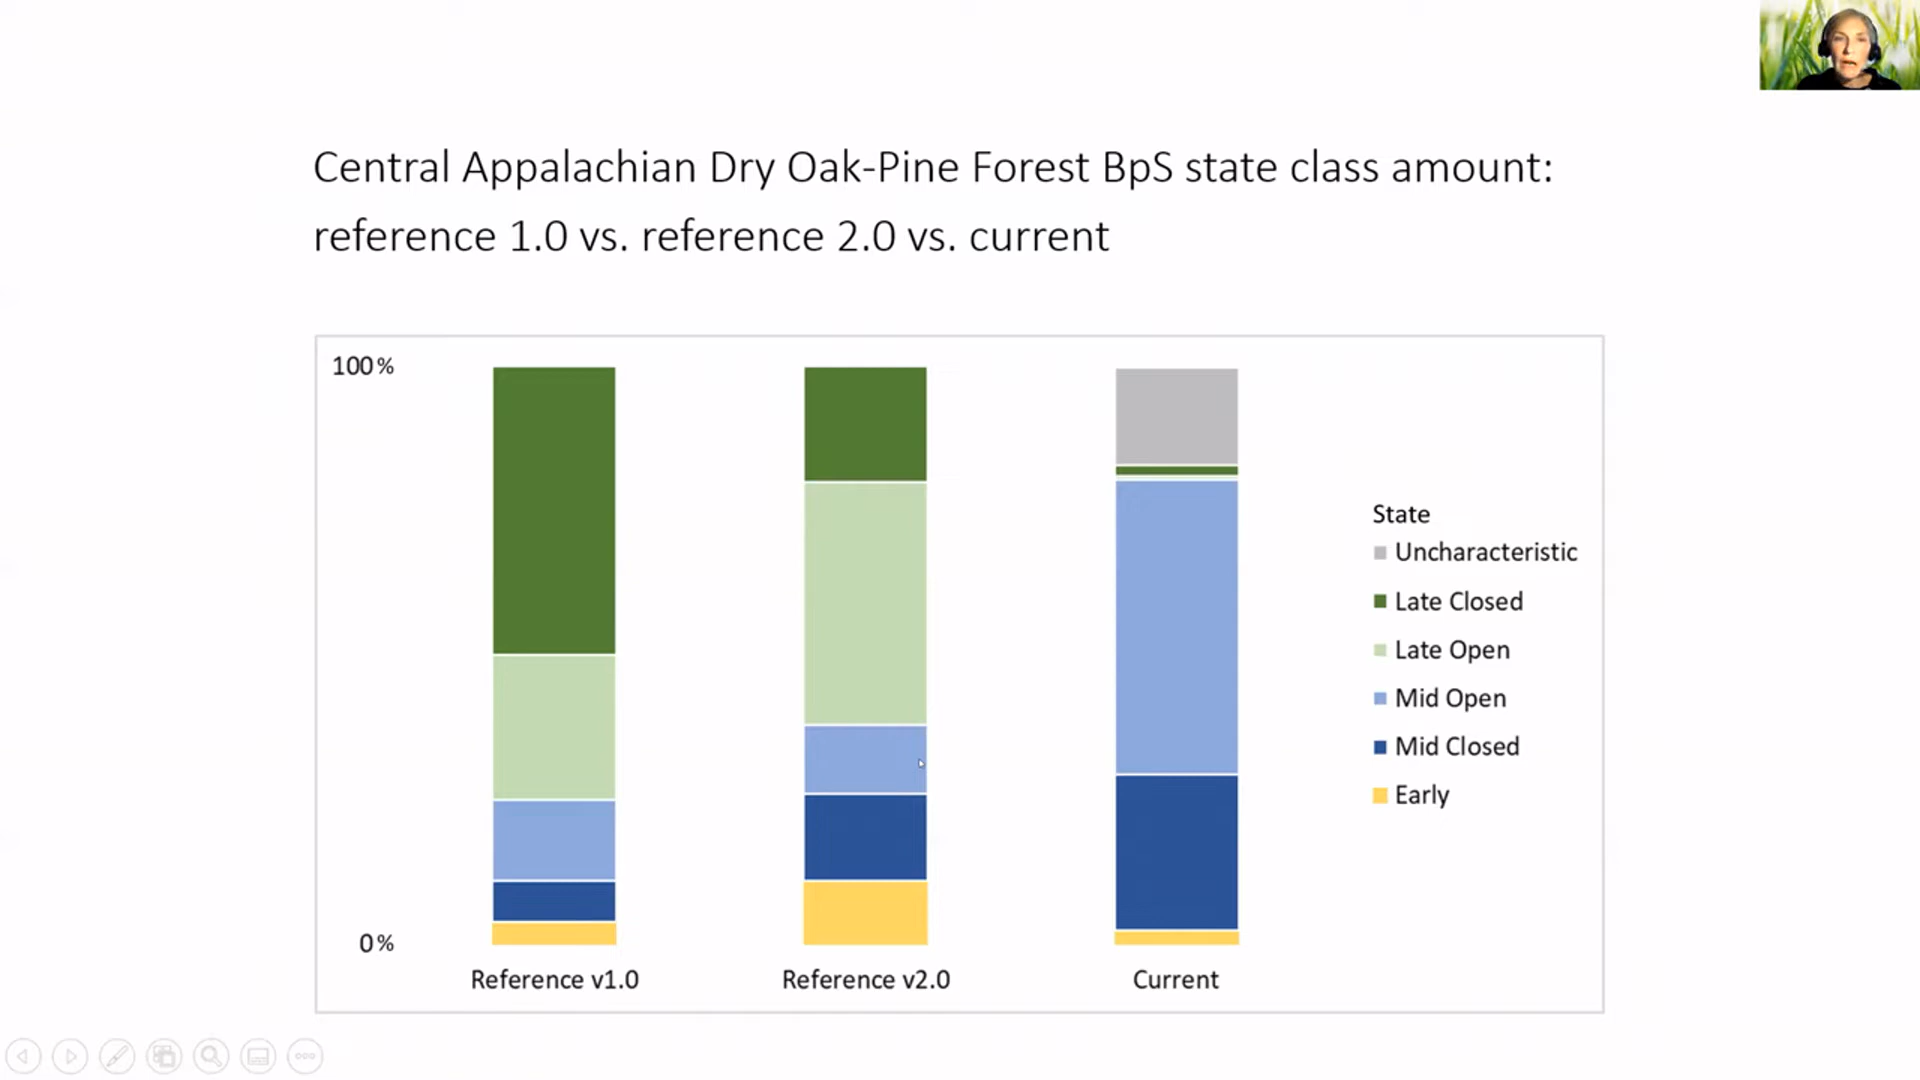 Central Appalachian Dry Oak-Pine Forest BpS state class amount:
reference 1.0 vs. reference 2.0 vs. current
100%
0%
Reference v1.0
Reference v2.0
Current
State
Uncharacteristic
Late Closed
Late Open
Mid Open
Mid Closed
Early